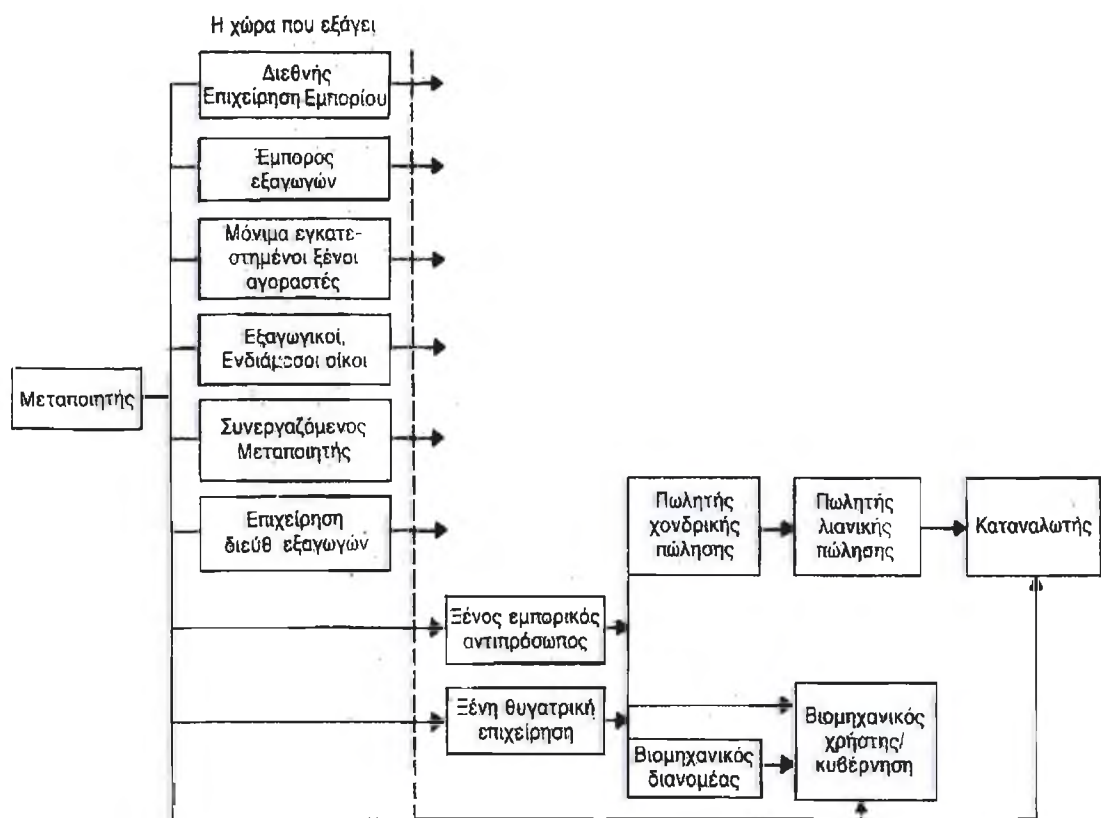 Η χώρα που εξάγει
Διεθνής
Επιχείρηση Εμπορίου
Έμπορος
εξαγωγών
Μόνιμα εγκατε-
στημένοι ξένοι
αγοραστές
Εξαγωγικοί,
Ενδιάμεσοι οίκοι
Μεταποιητής
Συνεργαζόμενος
Μεταποιητής
Επιχείρηση
διεύθ εξαγωγών
Πωλητής
χονδρικής
πώλησης
Πωλητής
λιανικής
πώλησης
Καταναλωτής
Ξένος εμπορικός
αντιπρόσωπος
Ξένη θυγατρική
επιχείρηση
Βιομηχανικός
διανομέας
Βιομηχανικός
χρήστης/
κυβέρνηση